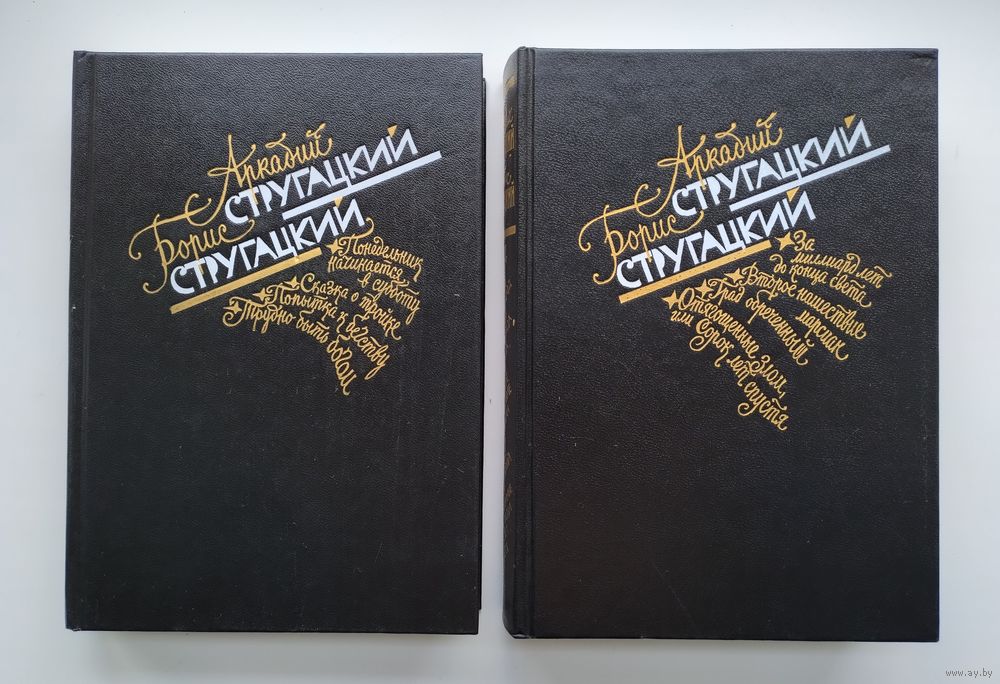 Аркадий
СТРУГАЦКИЙ
Борис
СТРУГАЦКИЙ
Понедельник
начинается
в субботу
Сказка о тройке
Попытка к бегству
Трудно быть богом
Аркадий
СТРУГАЦКИЙ
Борис
СТРУГАЦКИЙ
За
миллиард лет
до конца света
Второе нашествие
марсиан
Град обреченный
Отягощенные злом,
или Сорок лет спустя
www.ay.by